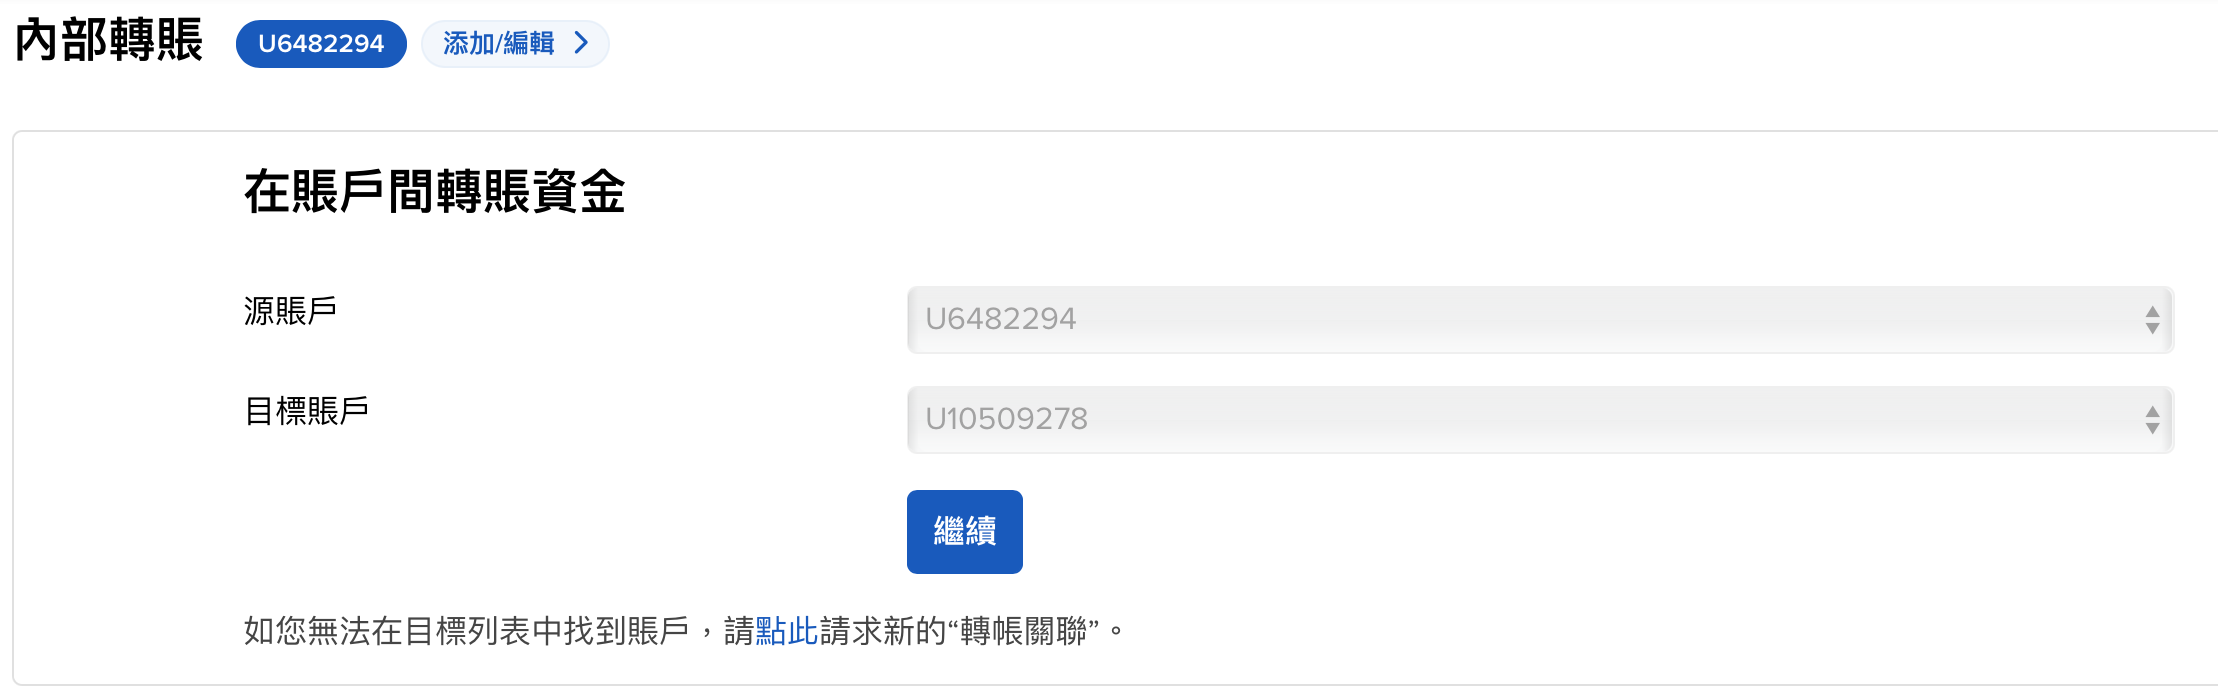 內部轉賬 U6482294 添加/編輯
在賬戶間轉賬資金
源賬戶 U6482294
目標賬戶 U10509278
繼續
如您無法在目標列表中找到賬戶，請點此請求新的“轉帳關聯”。